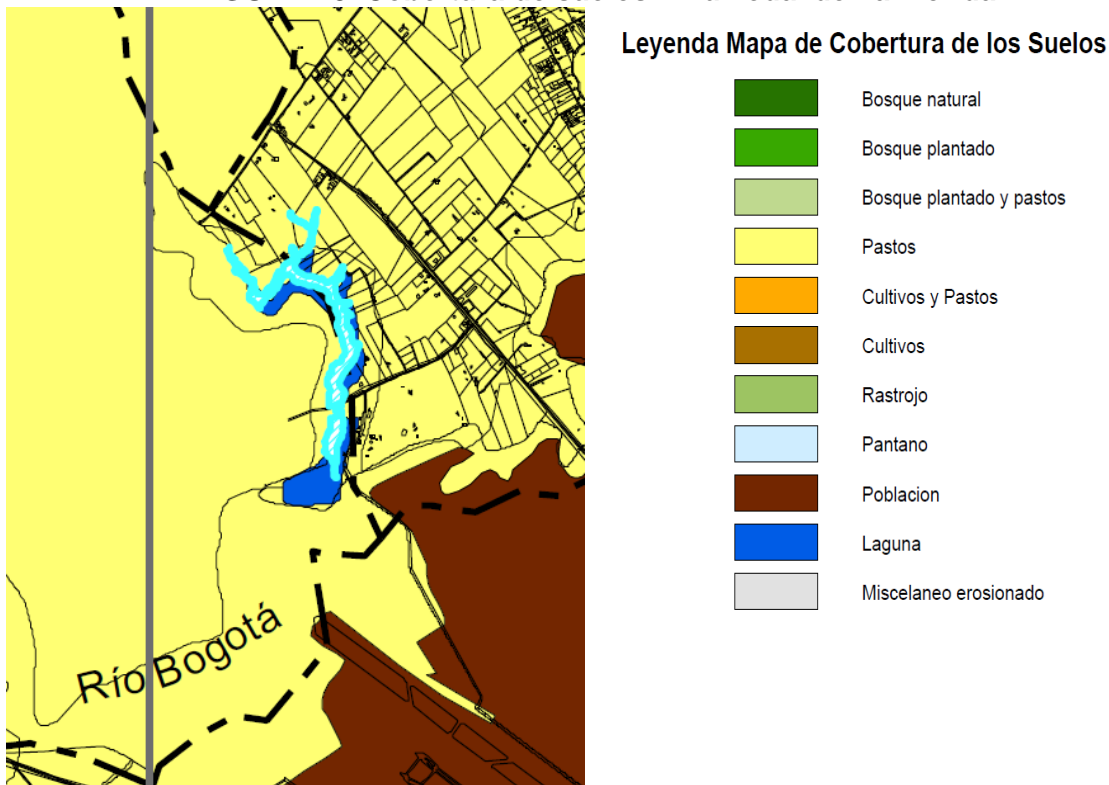 Leyenda Mapa de Cobertura de los Suelos
Bosque natural
Bosque plantado
Bosque plantado y pastos
Pastos
Cultivos y Pastos
Cultivos
Rastrojo
Pantano
Poblacion
Laguna
Miscelaneo erosionado
Río Bogotá